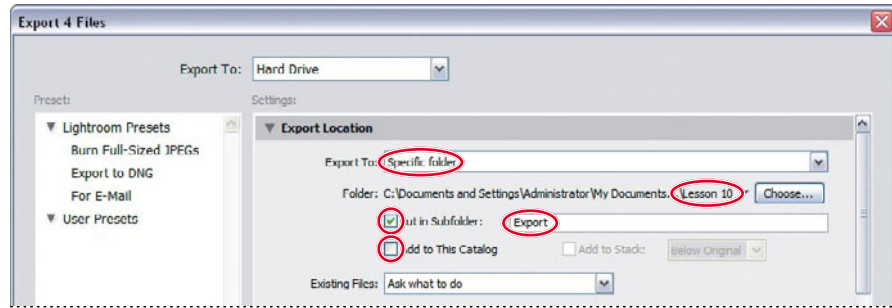 Export 4 Files
Export To: Hard Drive
Preset: Settings:
Lightroom Presets
Burn Full-Sized JPEGs
Export to DNG
For E-Mail
User Presets
Export Location
Export To: Specific folder
Folder: C:\Documents and Settings\Administrator\My Documents...\Lesson 10 Choose...
Put in Subfolder: Export
Add to This Catalog Add to Stack: Below Original
Existing Files: Ask what to do